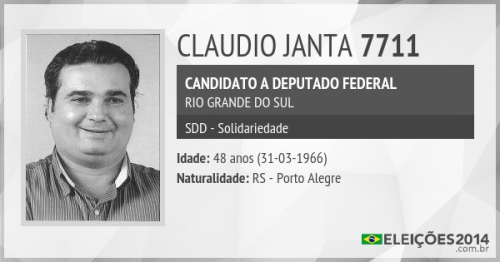 CLAUDIO JANTA 7711
CANDIDATO A DEPUTADO FEDERAL
RIO GRANDE DO SUL
SDD - Solidariedade
Idade: 48 anos (31-03-1966)
Naturalidade: RS - Porto Alegre
ELEIÇÕES2014
.com.br